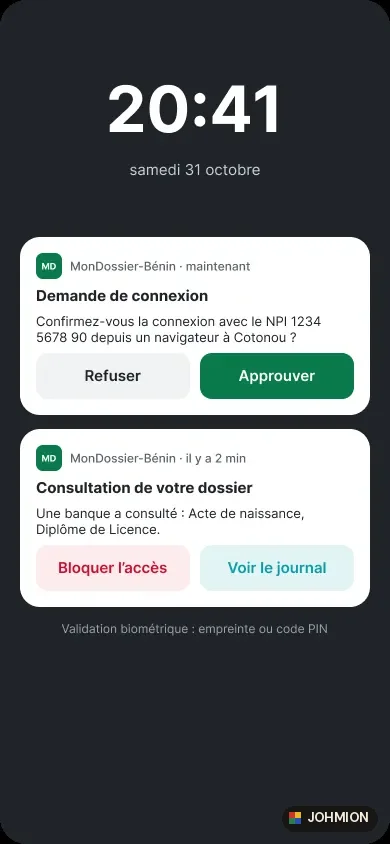 20:41
samedi 31 octobre
MD MonDossier-Bénin · maintenant
Demande de connexion
Confirmez-vous la connexion avec le NPI 1234
5678 90 depuis un navigateur à Cotonou ?
Refuser Approuver
MD MonDossier-Bénin · il y a 2 min
Consultation de votre dossier
Une banque a consulté : Acte de naissance,
Diplôme de Licence.
Bloquer l’accès Voir le journal
Validation biométrique : empreinte ou code PIN
JOHMION